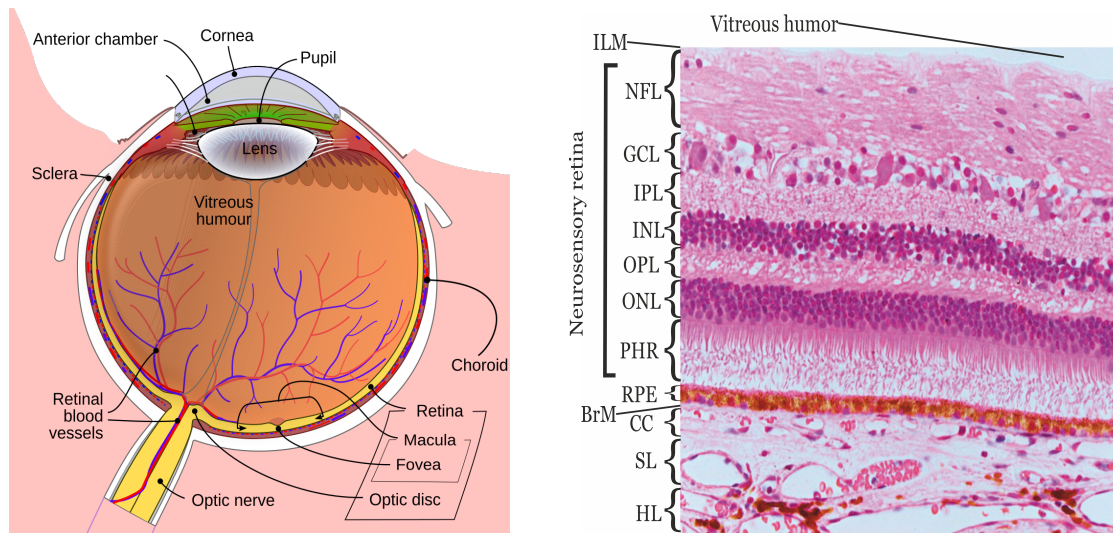 Anterior chamber
Cornea
Pupil
Lens
Sclera
Vitreous
humour
Choroid
Retinal
blood
vessels
Retina
Macula
Fovea
Optic nerve
Optic disc
Vitreous humor
ILM
Neurosensory retina
NFL
GCL
IPL
INL
OPL
ONL
PHR
RPE
BrM
CC
SL
HL